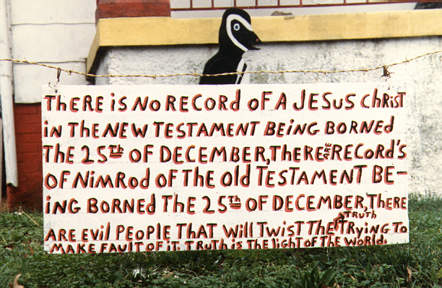 THERE IS NO RECORD OF A JESUS CHRIST
IN THE NEW TESTAMENT BEING BORNED
THE 25TH OF DECEMBER, THERE ARE RECORD'S
OF NIMROD OF THE OLD TESTAMENT BE-
ING BORNED THE 25TH OF DECEMBER, THERE
ARE EVIL PEOPLE THAT WILL TWIST THE TRUTH TRYING TO
MAKE FAULT OF IT. TRUTH IS THE LIGHT OF THE WORLD.